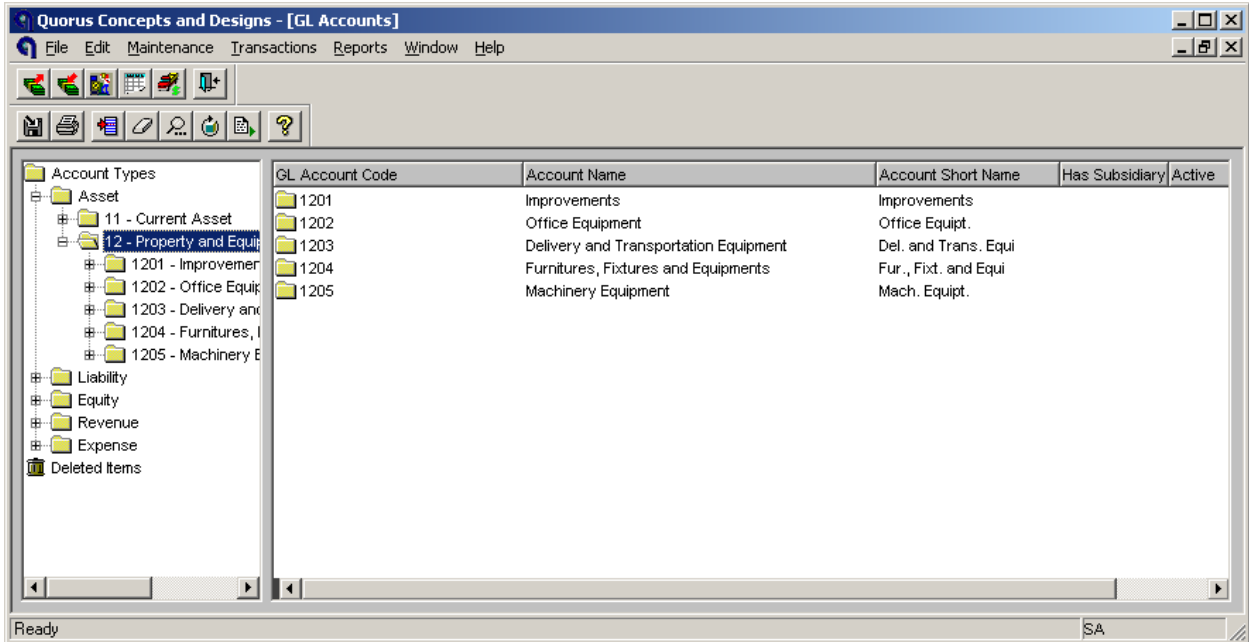 Quorus Concepts and Designs - [GL Accounts]
File Edit Maintenance Transactions Reports Window Help
Account Types
Asset
11 - Current Asset
12 - Property and Equip
1201 - Improvemen
1202 - Office Equip
1203 - Delivery and
1204 - Furnitures,
1205 - Machinery E
Liability
Equity
Revenue
Expense
Deleted Items
GL Account Code Account Name Account Short Name Has Subsidiary Active
1201 Improvements Improvements
1202 Office Equipment Office Equipt.
1203 Delivery and Transportation Equipment Del. and Trans. Equi
1204 Furnitures, Fixtures and Equipments Fur., Fixt. and Equi
1205 Machinery Equipment Mach. Equipt.
Ready SA